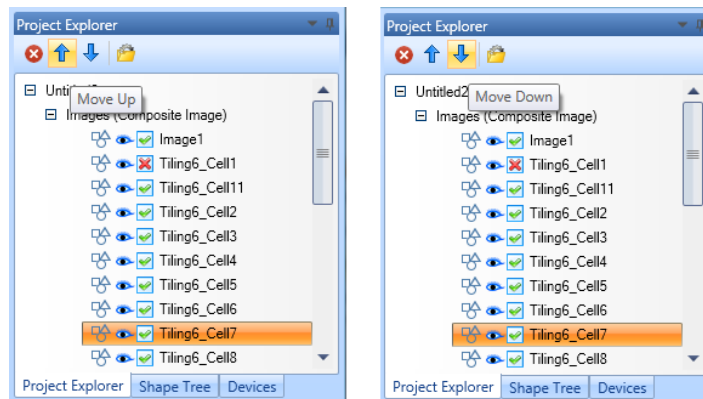 Project Explorer
Move Up
Images (Composite Image)
Image1
Tiling6_Cell1
Tiling6_Cell11
Tiling6_Cell2
Tiling6_Cell3
Tiling6_Cell4
Tiling6_Cell5
Tiling6_Cell6
Tiling6_Cell7
Tiling6_Cell8
Project Explorer Shape Tree Devices
Project Explorer
Untitled2
Move Down
Images (Composite Image)
Image1
Tiling6_Cell1
Tiling6_Cell11
Tiling6_Cell2
Tiling6_Cell3
Tiling6_Cell4
Tiling6_Cell5
Tiling6_Cell6
Tiling6_Cell7
Tiling6_Cell8
Project Explorer Shape Tree Devices